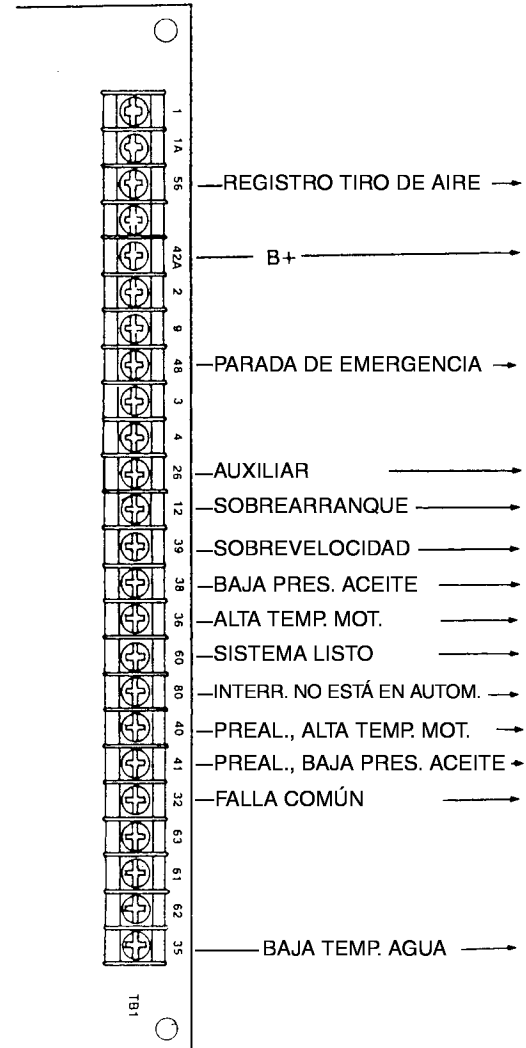 1
1A
56 REGISTRO TIRO DE AIRE
42A B+
2
9
48 PARADA DE EMERGENCIA
3
4
26 AUXILIAR
12 SOBREARRANQUE
39 SOBREVELOCIDAD
38 BAJA PRES. ACEITE
36 ALTA TEMP. MOT.
60 SISTEMA LISTO
80 INTERR. NO ESTÁ EN AUTOM.
40 PREAL., ALTA TEMP. MOT.
41 PREAL., BAJA PRES. ACEITE
32 FALLA COMÚN
63
61
62
35 BAJA TEMP. AGUA
TB1